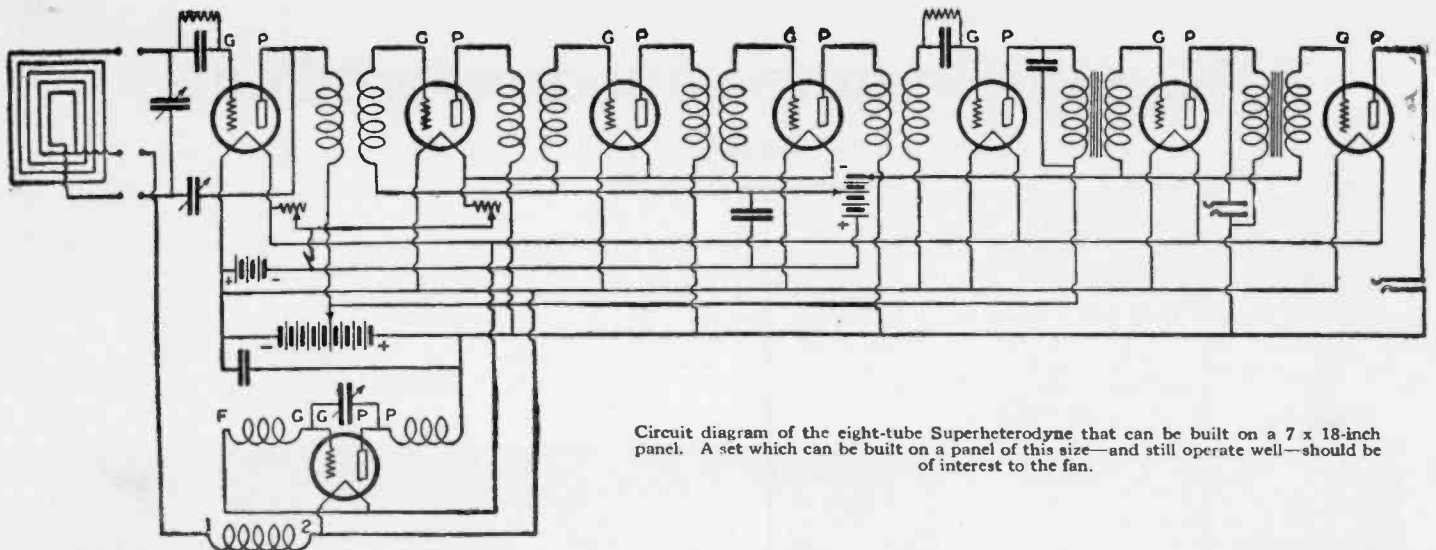 G P G P G P G P G P G P G P
-
+
+ -
- +
F G G P P
1 2
Circuit diagram of the eight-tube Superheterodyne that can be built on a 7 x 18-inch
panel. A set which can be built on a panel of this size—and still operate well—should be
of interest to the fan.